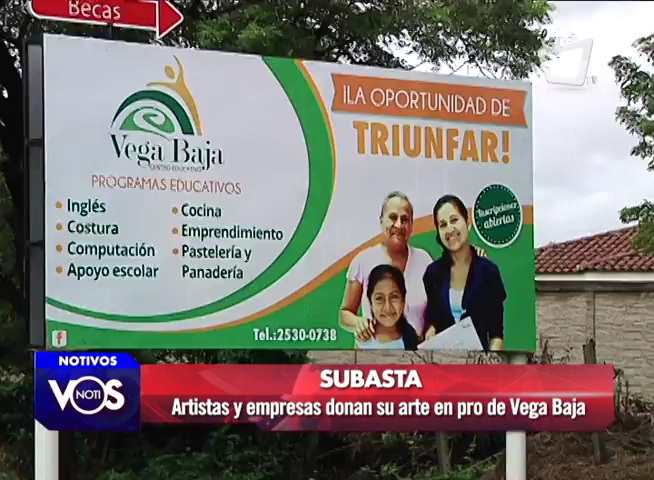 Becas
Vega Baja
CENTRO EDUCATIVO
PROGRAMAS EDUCATIVOS
• Inglés
• Costura
• Computación
• Apoyo escolar
• Cocina
• Emprendimiento
• Pastelería y
Panadería
Tel.:2530-0738
¡LA OPORTUNIDAD DE
TRIUNFAR!
Inscripciones
abiertas
f
NOTIVOS
VOS
NOTI
SUBASTA
Artistas y empresas donan su arte en pro de Vega Baja